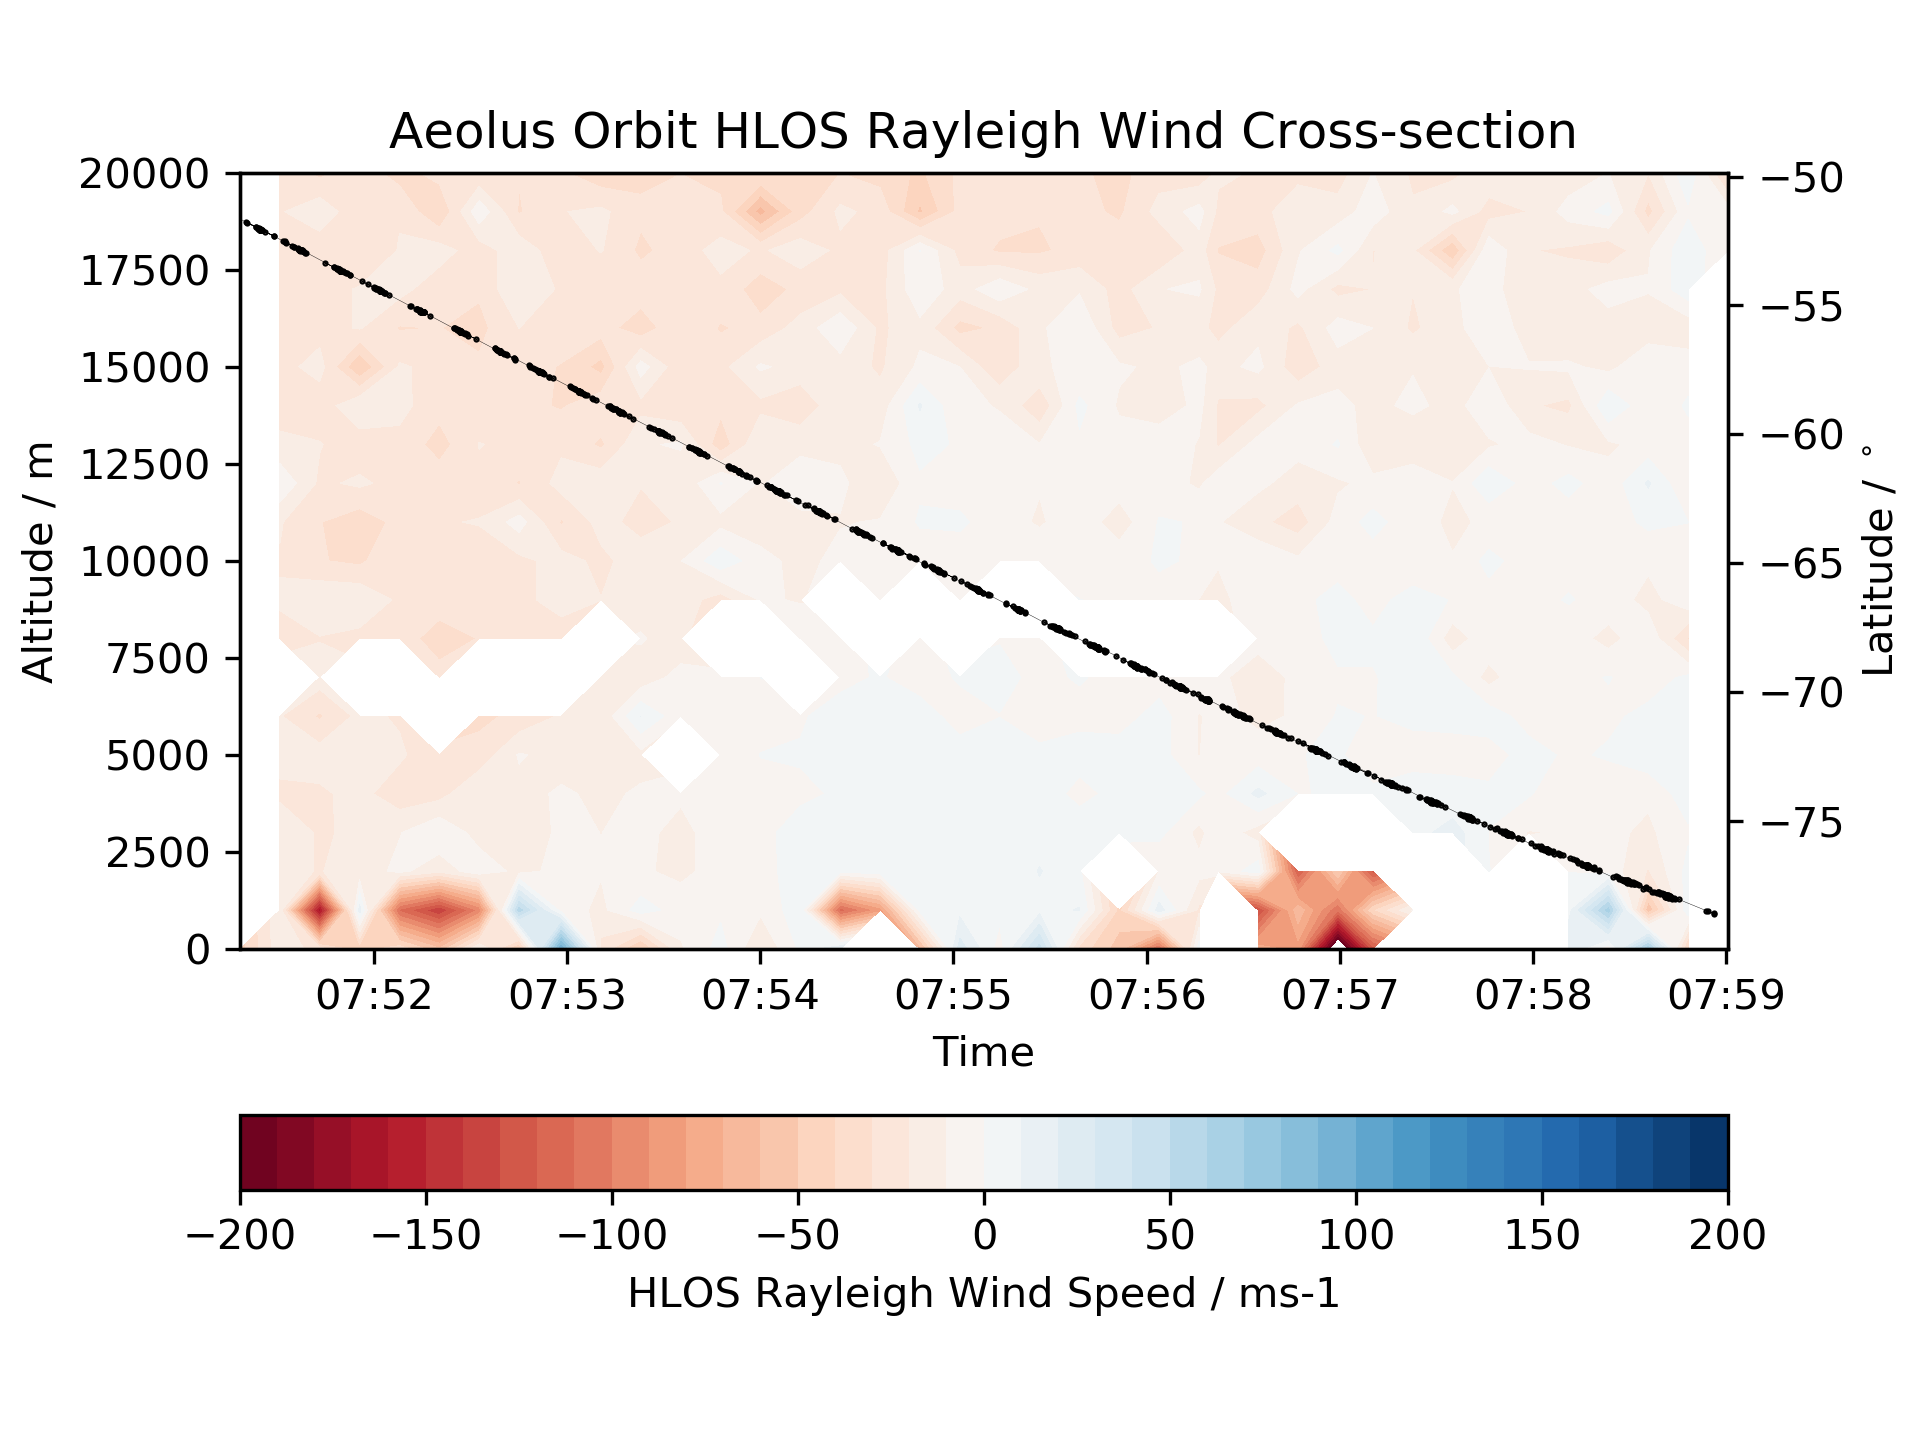 Aeolus Orbit HLOS Rayleigh Wind Cross-section
20000
17500
15000
12500
10000
7500
5000
2500
0
Altitude / m
−50
−55
−60
−65
−70
−75
Latitude / °
07:52 07:53 07:54 07:55 07:56 07:57 07:58 07:59
Time
−200 −150 −100 −50 0 50 100 150 200
HLOS Rayleigh Wind Speed / ms-1